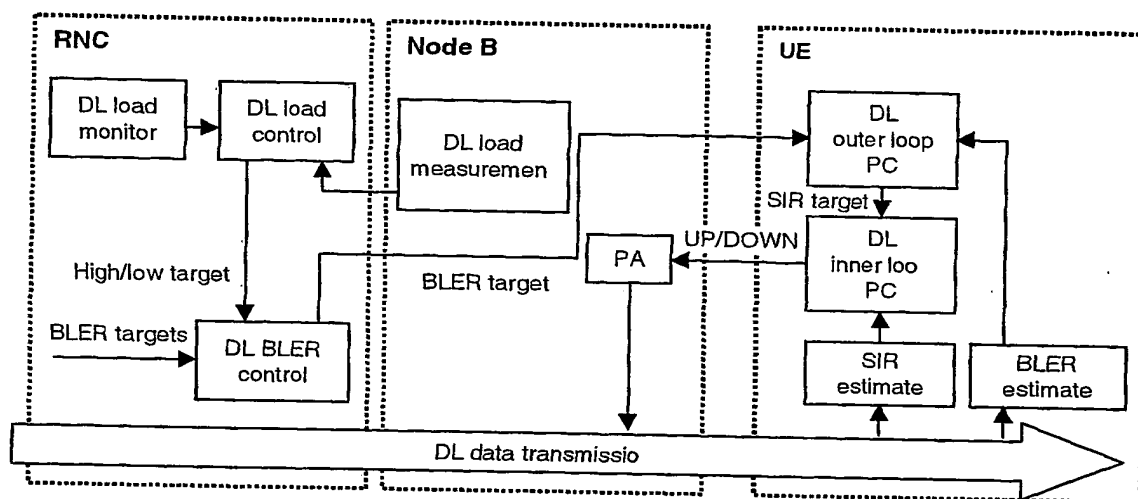 RNC
DL load
monitor
DL load
control
High/low target
BLER targets
DL BLER
control
Node B
DL load
measuremen
BLER target
PA
UP/DOWN
UE
DL
outer loop
PC
SIR target
DL
inner loo
PC
SIR
estimate
BLER
estimate
DL data transmissio